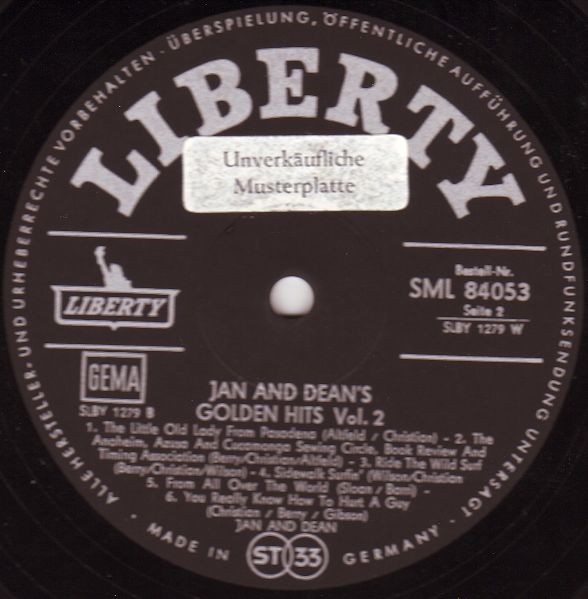 ALLE HERSTELLER- UND URHEBERRECHTE VORBEHALTEN · ÜBERSPIELUNG, ÖFFENTLICHE AUFFÜHRUNG UND RUNDFUNKSENDUNG UNTERSAGT ·
LIBERTY
Unverkäufliche
Musterplatte
LIBERTY
Bestell-Nr.
SML 84053
Seite 2
SLBY 1279 W
GEMA
SLBY 1279 B
JAN AND DEAN'S
GOLDEN HITS Vol. 2
1. The Little Old Lady From Pasadena (Altfeld / Christian) - 2. The
Anaheim, Azusa And Cucamonga Sewing Circle, Book Review And
Timing Association (Berry/Christian/Altfeld) - 3. Ride The Wild Surf
(Berry/Christian/Wilson) - 4. Sidewalk Surfin' (Wilson/Christian
5. From All Over The World (Sloan / Barri) -
6. You Really Know How To Hurt A Guy
(Christian / Berry / Gibson)
JAN AND DEAN
MADE IN GERMANY
ST 33